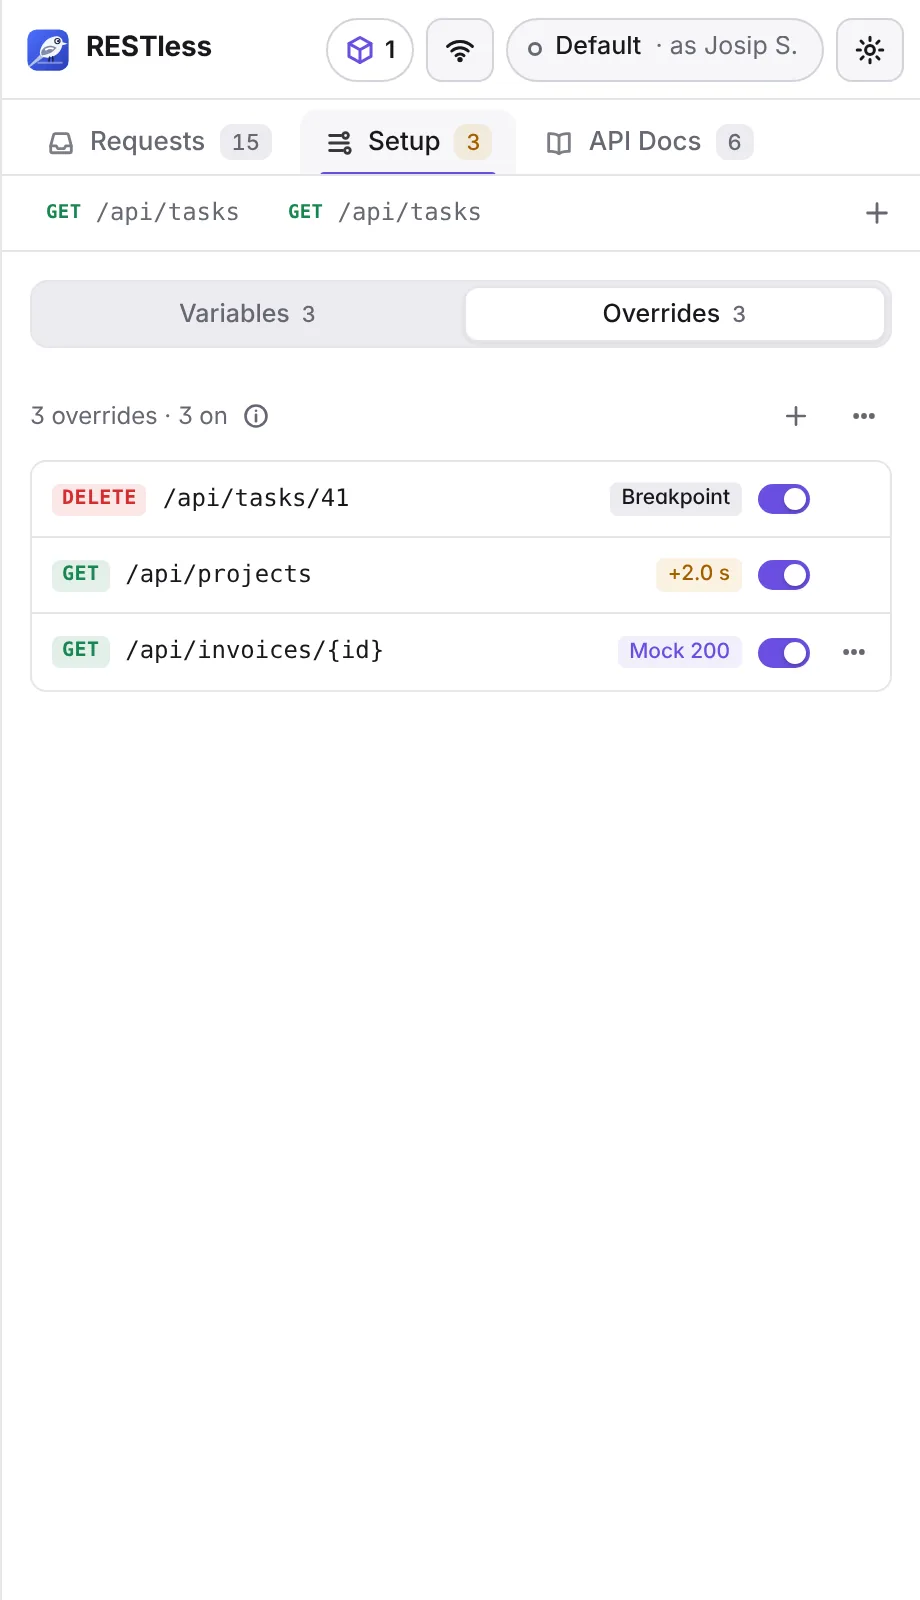 RESTless
1
Default · as Josip S.
Requests 15
Setup 3
API Docs 6
GET /api/tasks
GET /api/tasks
Variables 3
Overrides 3
3 overrides · 3 on
DELETE /api/tasks/41 Breakpoint
GET /api/projects +2.0 s
GET /api/invoices/{id} Mock 200